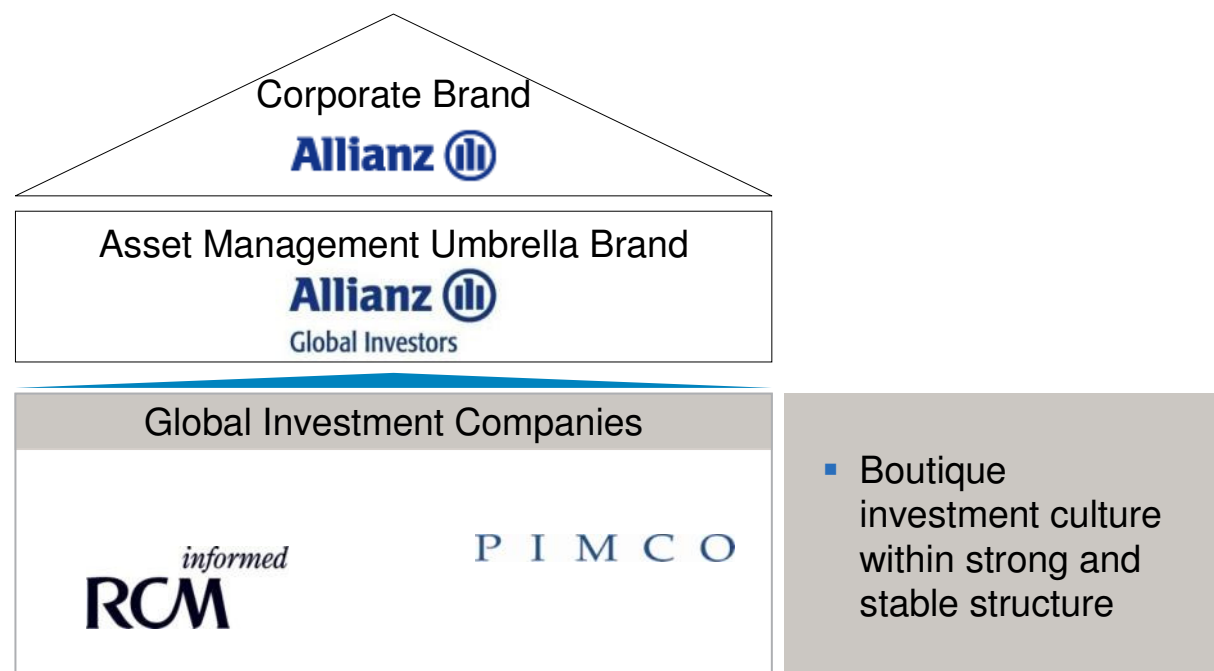 Corporate Brand
Allianz
Asset Management Umbrella Brand
Allianz
Global Investors
Global Investment Companies
informed
RCM
PIMCO
Boutique
investment culture
within strong and
stable structure